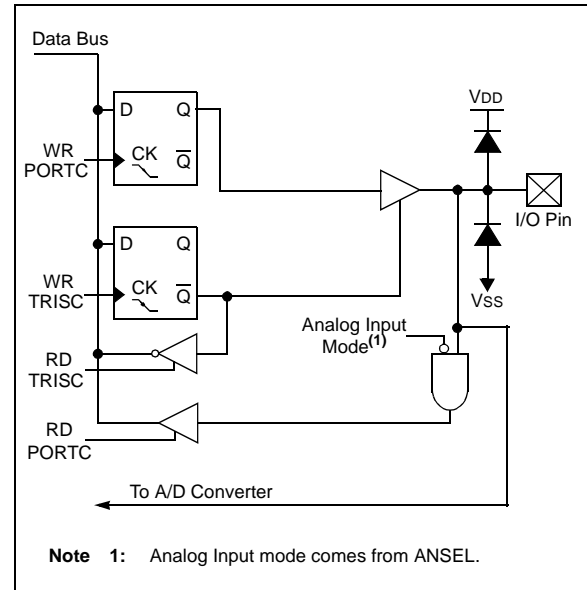 Data Bus
D
Q
VDD
WR
PORTC
CK
Q̅
I/O Pin
D
Q
WR
TRISC
CK
Q̅
VSS
Analog Input
Mode(1)
RD
TRISC
RD
PORTC
To A/D Converter
Note 1: Analog Input mode comes from ANSEL.